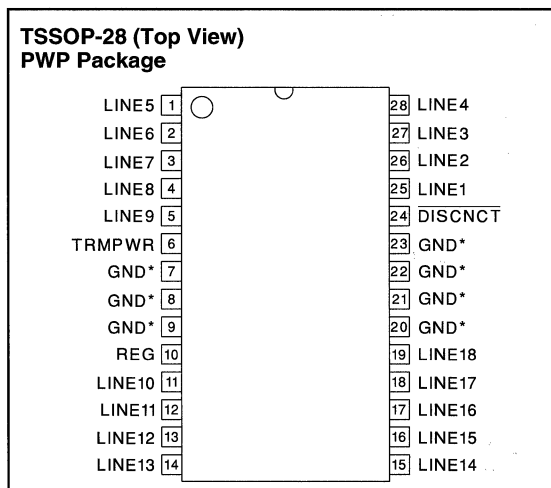 TSSOP-28 (Top View)
PWP Package
LINE5 1 28 LINE4
LINE6 2 27 LINE3
LINE7 3 26 LINE2
LINE8 4 25 LINE1
LINE9 5 24 DISCNCT
TRMPWR 6 23 GND*
GND* 7 22 GND*
GND* 8 21 GND*
GND* 9 20 GND*
REG 10 19 LINE18
LINE10 11 18 LINE17
LINE11 12 17 LINE16
LINE12 13 16 LINE15
LINE13 14 15 LINE14